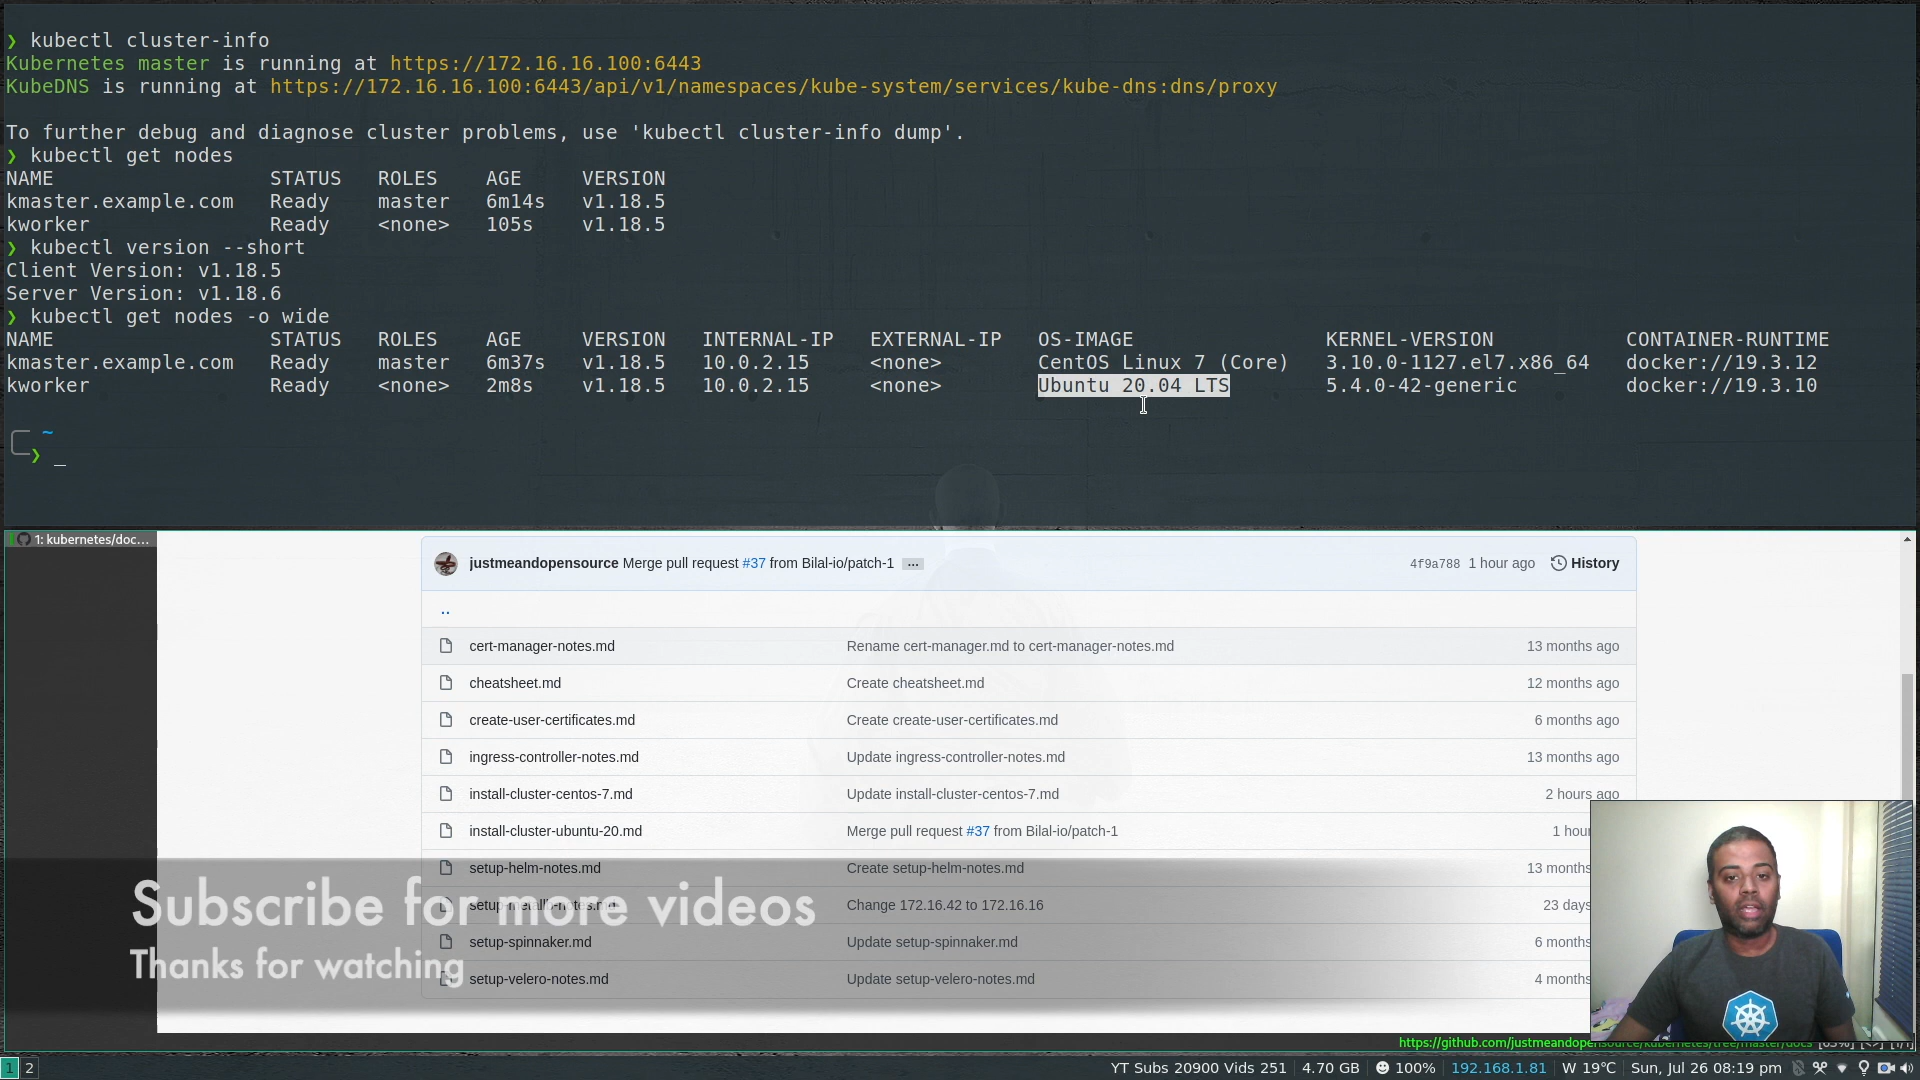 ❯ kubectl cluster-info
Kubernetes master is running at https://172.16.16.100:6443
KubeDNS is running at https://172.16.16.100:6443/api/v1/namespaces/kube-system/services/kube-dns:dns/proxy
To further debug and diagnose cluster problems, use 'kubectl cluster-info dump'.
❯ kubectl get nodes
NAME STATUS ROLES AGE VERSION
kmaster.example.com Ready master 6m14s v1.18.5
kworker Ready <none> 105s v1.18.5
❯ kubectl version --short
Client Version: v1.18.5
Server Version: v1.18.6
❯ kubectl get nodes -o wide
NAME STATUS ROLES AGE VERSION INTERNAL-IP EXTERNAL-IP OS-IMAGE KERNEL-VERSION CONTAINER-RUNTIME
kmaster.example.com Ready master 6m37s v1.18.5 10.0.2.15 <none> CentOS Linux 7 (Core) 3.10.0-1127.el7.x86_64 docker://19.3.12
kworker Ready <none> 2m8s v1.18.5 10.0.2.15 <none> Ubuntu 20.04 LTS 5.4.0-42-generic docker://19.3.10
~
❯ _
1: kubernetes/doc...
justmeandopensource Merge pull request #37 from Bilal-io/patch-1 ... 4f9a788 1 hour ago History
..
cert-manager-notes.md Rename cert-manager.md to cert-manager-notes.md 13 months ago
cheatsheet.md Create cheatsheet.md 12 months ago
create-user-certificates.md Create create-user-certificates.md 6 months ago
ingress-controller-notes.md Update ingress-controller-notes.md 13 months ago
install-cluster-centos-7.md Update install-cluster-centos-7.md 2 hours ago
install-cluster-ubuntu-20.md Merge pull request #37 from Bilal-io/patch-1 1 hour
setup-helm-notes.md Create setup-helm-notes.md 13 months
setup-metallb-notes.md Change 172.16.42 to 172.16.16 23 days
setup-spinnaker.md Update setup-spinnaker.md 6 months
setup-velero-notes.md Update setup-velero-notes.md 4 months
Subscribe for more videos
Thanks for watching
https://github.com/justmeandopensource/kubernetes/tree/master/docs
1 2 YT Subs 20900 Vids 251 4.70 GB 100% 192.168.1.81 W 19°C Sun, Jul 26 08:19 pm